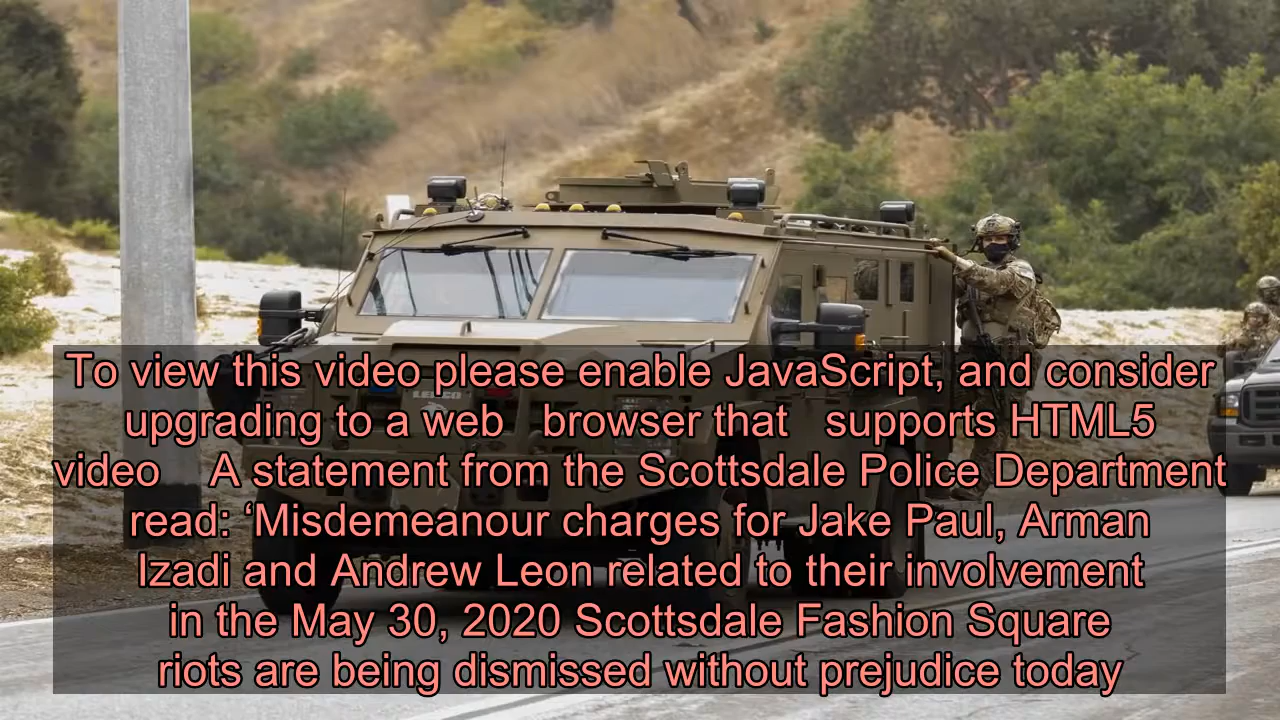 To view this video please enable JavaScript, and consider
upgrading to a web browser that supports HTML5
video A statement from the Scottsdale Police Department
read: ‘Misdemeanour charges for Jake Paul, Arman
Izadi and Andrew Leon related to their involvement
in the May 30, 2020 Scottsdale Fashion Square
riots are being dismissed without prejudice today